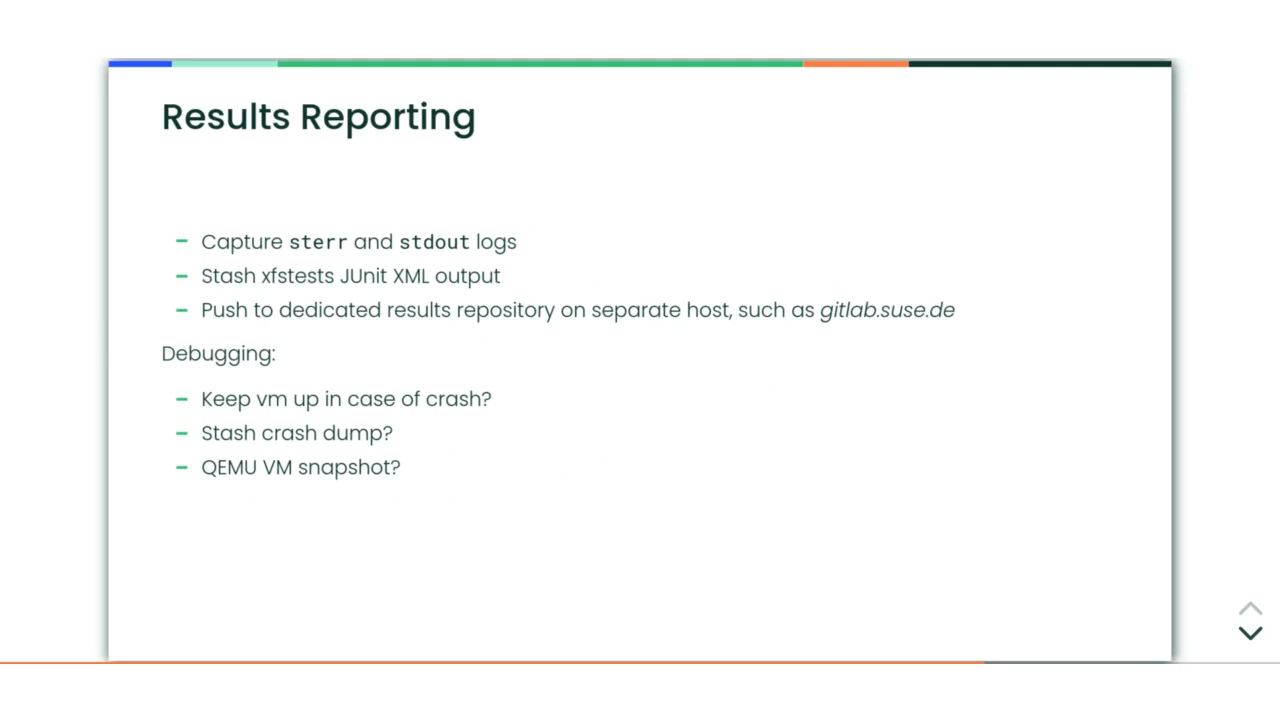 Results Reporting
– Capture sterr and stdout logs
– Stash xfstests JUnit XML output
– Push to dedicated results repository on separate host, such as gitlab.suse.de
Debugging:
– Keep vm up in case of crash?
– Stash crash dump?
– QEMU VM snapshot?